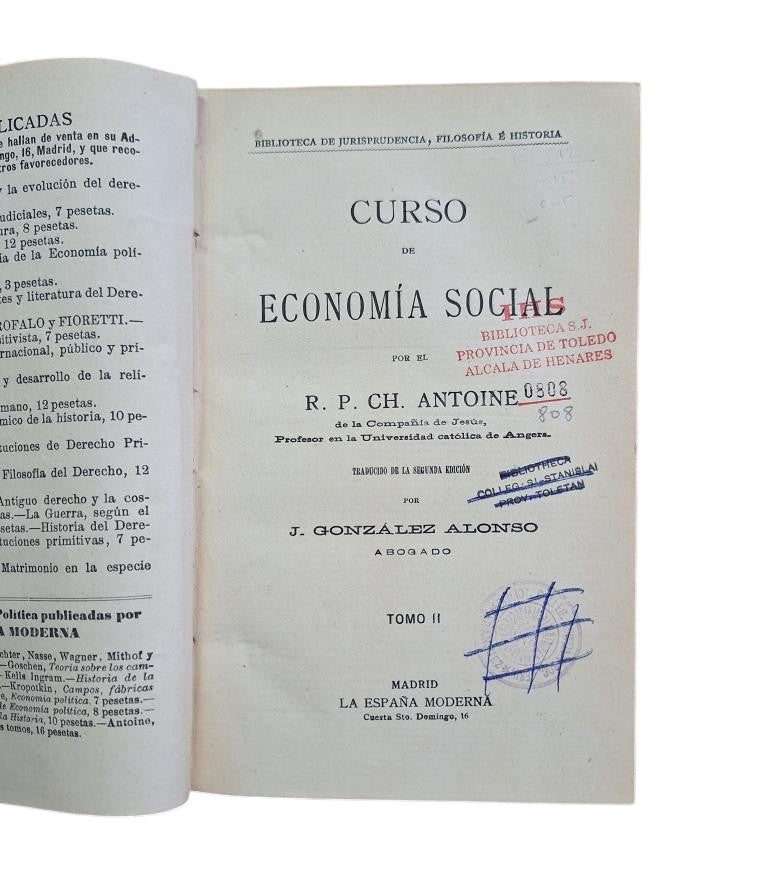 LICADAS
e hallan de venta en su Ad-
ngo, 16, Madrid, y que reco-
tros favorecedores.
y la evolución del dere-
udiciales, 7 pesetas.
ura, 8 pesetas.
12 pesetas.
ia de la Economía polí-
, 3 pesetas.
es y literatura del Dere-
ROFALO y FIORETTI.—
sitivista, 7 pesetas.
rnacional, público y pri-
y desarrollo de la reli-
mano, 12 pesetas.
mico de la historia, 10 pe-
tuciones de Derecho Pri-
Filosofía del Derecho, 12
Antiguo derecho y la cos-
as.—La Guerra, según el
setas.—Historia del Dere-
tuciones primitivas, 7 pe-
Matrimonio en la especie
Política publicadas por
A MODERNA
chter, Nasse, Wagner, Mithof y
—Goschen, Teoría sobre los cam-
—Kells Ingram.—Historia de la
.—Kropotkin, Campos, fábricas
e, Economía política, 7 pesetas.—
de Economía política, 8 pesetas.—
la Historia, 10 pesetas.—Antoine,
s tomos, 16 pesetas.
BIBLIOTECA DE JURISPRUDENCIA, FILOSOFÍA É HISTORIA
CURSO
DE
ECONOMÍA SOCIAL
IHS
BIBLIOTECA S.J.
PROVINCIA DE TOLEDO
ALCALA DE HENARES
POR EL
R. P. CH. ANTOINE
0808
808
de la Compañía de Jesús,
Profesor en la Universidad católica de Angers.
TRADUCIDO DE LA SEGUNDA EDICIÓN
BIBLIOTHECA
COLLEG. SI. STANISLAI
PROV. TOLETAN
POR
J. GONZÁLEZ ALONSO
ABOGADO
TOMO II
MADRID
LA ESPAÑA MODERNA
Cuesta Sto. Domingo, 16